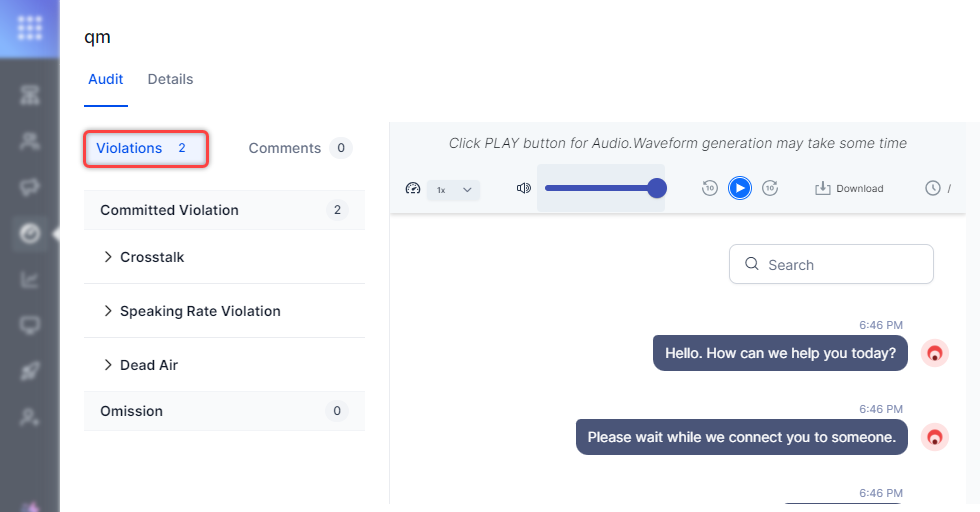 qm
Audit Details
Violations 2 Comments 0
Committed Violation 2
Crosstalk
Speaking Rate Violation
Dead Air
Omission 0
Click PLAY button for Audio.Waveform generation may take some time
1x 10 10 Download /
Search
6:46 PM
Hello. How can we help you today?
6:46 PM
Please wait while we connect you to someone.
6:46 PM